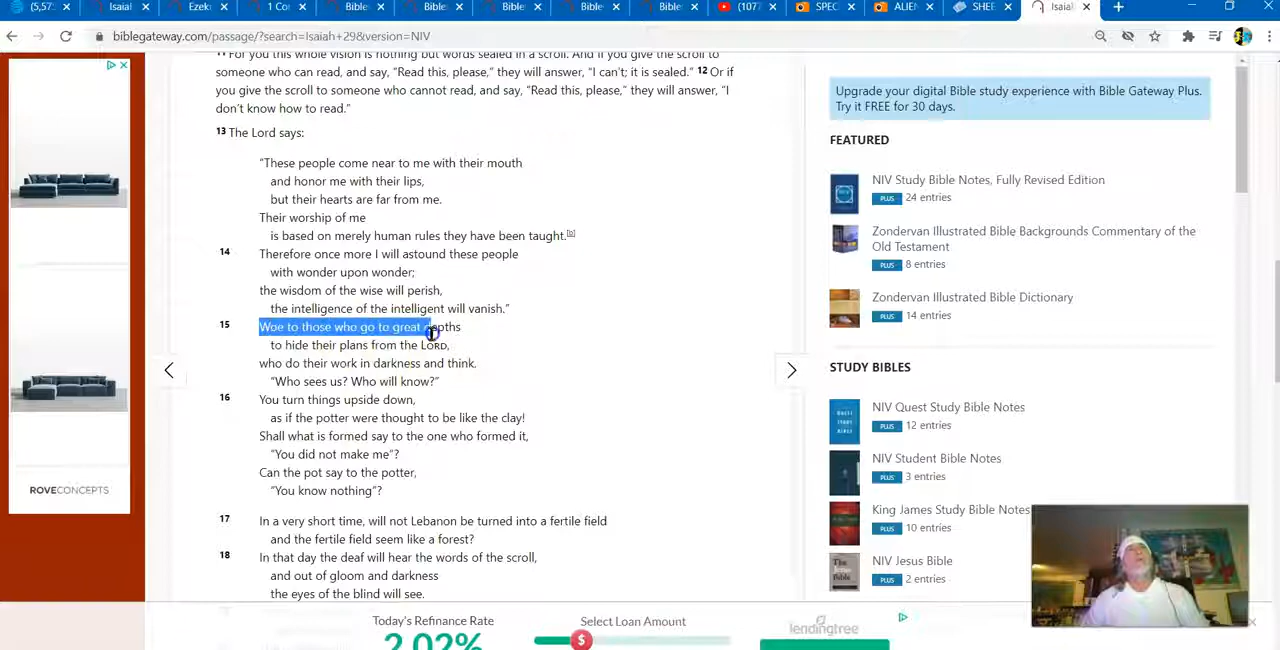 (5,57:
Isaial
Ezeki
1 Co
Bible
Bible
Bible
Bible
Bible
(1077
SPEC
ALIEN
SHEE
Isaial
biblegateway.com/passage/?search=Isaiah+29&version=NIV
11 For you this whole vision is nothing but words sealed in a scroll. And if you give the scroll to
someone who can read, and say, “Read this, please,” they will answer, “I can’t; it is sealed.” 12 Or if
you give the scroll to someone who cannot read, and say, “Read this, please,” they will answer, “I
don’t know how to read.”
13 The Lord says:
“These people come near to me with their mouth
and honor me with their lips,
but their hearts are far from me.
Their worship of me
is based on merely human rules they have been taught.[b]
14 Therefore once more I will astound these people
with wonder upon wonder;
the wisdom of the wise will perish,
the intelligence of the intelligent will vanish.”
15 Woe to those who go to great depths
to hide their plans from the LORD,
who do their work in darkness and think.
“Who sees us? Who will know?”
16 You turn things upside down,
as if the potter were thought to be like the clay!
Shall what is formed say to the one who formed it,
“You did not make me”?
Can the pot say to the potter,
“You know nothing”?
17 In a very short time, will not Lebanon be turned into a fertile field
and the fertile field seem like a forest?
18 In that day the deaf will hear the words of the scroll,
and out of gloom and darkness
the eyes of the blind will see.
ROVECONCEPTS
Upgrade your digital Bible study experience with Bible Gateway Plus.
Try it FREE for 30 days.
FEATURED
NIV Study Bible Notes, Fully Revised Edition
PLUS 24 entries
Zondervan Illustrated Bible Backgrounds Commentary of the
Old Testament
PLUS 8 entries
Zondervan Illustrated Bible Dictionary
PLUS 14 entries
STUDY BIBLES
NIV Quest Study Bible Notes
PLUS 12 entries
NIV Student Bible Notes
PLUS 3 entries
King James Study Bible Notes
PLUS 10 entries
NIV Jesus Bible
PLUS 2 entries
Today's Refinance Rate
2.02%
Select Loan Amount
$
lendingtree